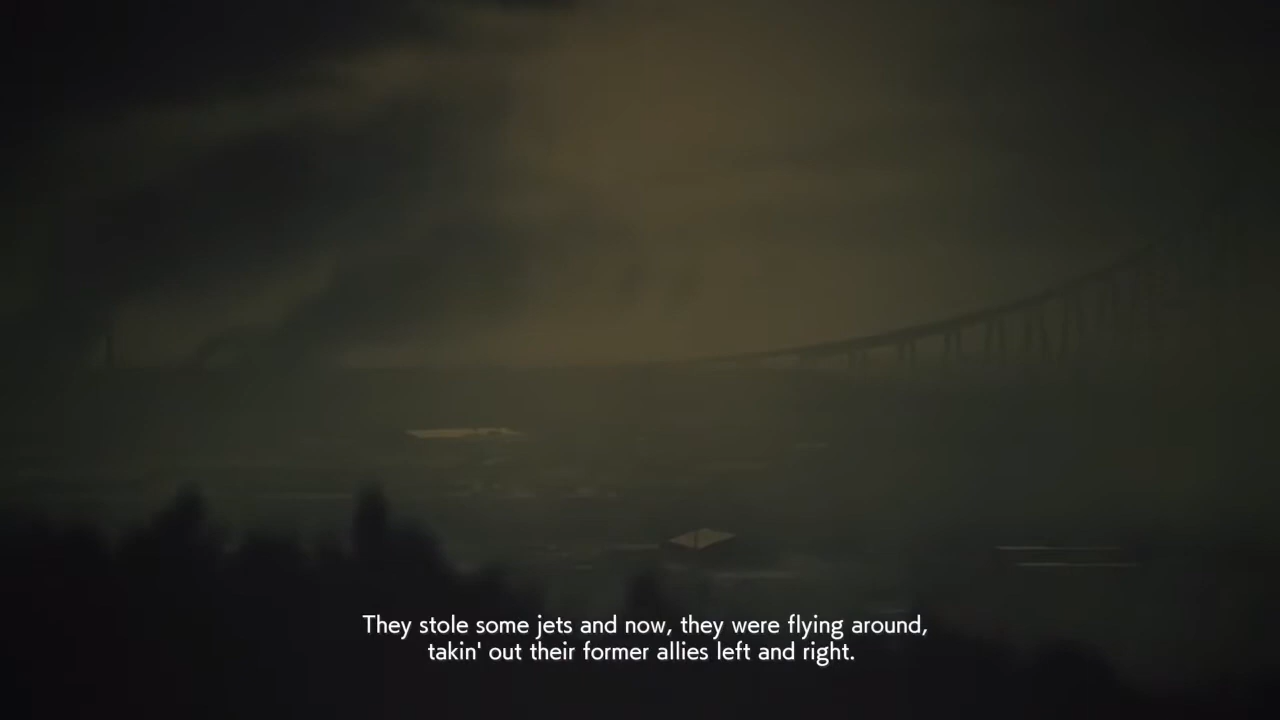 They stole some jets and now, they were flying around,
takin' out their former allies left and right.